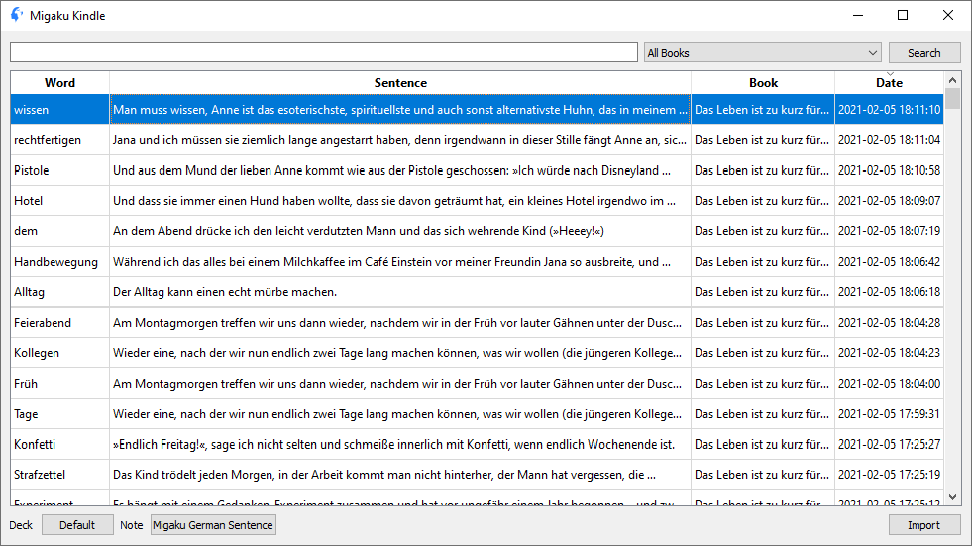 Migaku Kindle
All Books
Search
Word Sentence Book Date
wissen Man muss wissen, Anne ist das esoterischste, spirituellste und auch sonst alternativste Huhn, das in meinem ... Das Leben ist zu kurz für... 2021-02-05 18:11:10
rechtfertigen Jana und ich müssen sie ziemlich lange angestarrt haben, denn irgendwann in dieser Stille fängt Anne an, sic... Das Leben ist zu kurz für... 2021-02-05 18:11:04
Pistole Und aus dem Mund der lieben Anne kommt wie aus der Pistole geschossen: »Ich würde nach Disneyland ... Das Leben ist zu kurz für... 2021-02-05 18:10:58
Hotel Und dass sie immer einen Hund haben wollte, dass sie davon geträumt hat, ein kleines Hotel irgendwo im ... Das Leben ist zu kurz für... 2021-02-05 18:09:07
dem An dem Abend drücke ich den leicht verdutzten Mann und das sich wehrende Kind (»Heeey!«) Das Leben ist zu kurz für... 2021-02-05 18:07:19
Handbewegung Während ich das alles bei einem Milchkaffee im Café Einstein vor meiner Freundin Jana so ausbreite, und ... Das Leben ist zu kurz für... 2021-02-05 18:06:42
Alltag Der Alltag kann einen echt mürbe machen. Das Leben ist zu kurz für... 2021-02-05 18:06:18
Feierabend Am Montagmorgen treffen wir uns dann wieder, nachdem wir in der Früh vor lauter Gähnen unter der Dusc... Das Leben ist zu kurz für... 2021-02-05 18:04:28
Kollegen Wieder eine, nach der wir nun endlich zwei Tage lang machen können, was wir wollen (die jüngeren Kollege... Das Leben ist zu kurz für... 2021-02-05 18:04:23
Früh Am Montagmorgen treffen wir uns dann wieder, nachdem wir in der Früh vor lauter Gähnen unter der Dusc... Das Leben ist zu kurz für... 2021-02-05 18:04:00
Tage Wieder eine, nach der wir nun endlich zwei Tage lang machen können, was wir wollen (die jüngeren Kollege... Das Leben ist zu kurz für... 2021-02-05 17:59:31
Konfetti »Endlich Freitag!«, sage ich nicht selten und schmeiße innerlich mit Konfetti, wenn endlich Wochenende ist. Das Leben ist zu kurz für... 2021-02-05 17:25:27
Strafzettel Das Kind trödelt jeden Morgen, in der Arbeit kommt man nicht hinterher, der Mann hat vergessen, die ... Das Leben ist zu kurz für... 2021-02-05 17:25:19
Experiment Es hängt mit einem Gedanken-Experiment zusammen und hat vor ungefähr einem Jahr begonnen Das Leben ist zu kurz für... 2021-02-05
Deck Default Note Migaku German Sentence Import